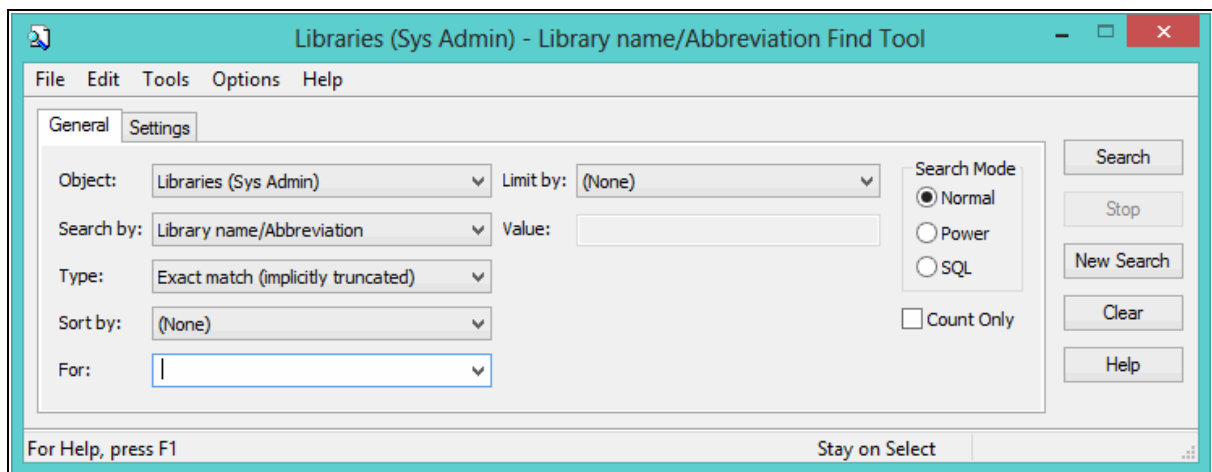 Libraries (Sys Admin) - Library name/Abbreviation Find Tool
File Edit Tools Options Help
General Settings
Object: Libraries (Sys Admin) Limit by: (None) Search Mode Search
Normal
Search by: Library name/Abbreviation Value: Power Stop
Type: Exact match (implicitly truncated) SQL New Search
Sort by: (None) Count Only Clear
For: Help
For Help, press F1 Stay on Select